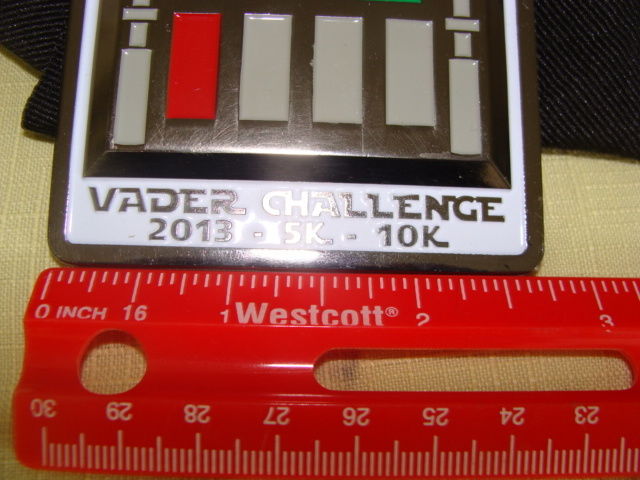 VADER CHALLENGE
2013 - 5K - 10K
0 INCH 16 1 Westcott® 2 3
30 29 28 27 26 25 24 23